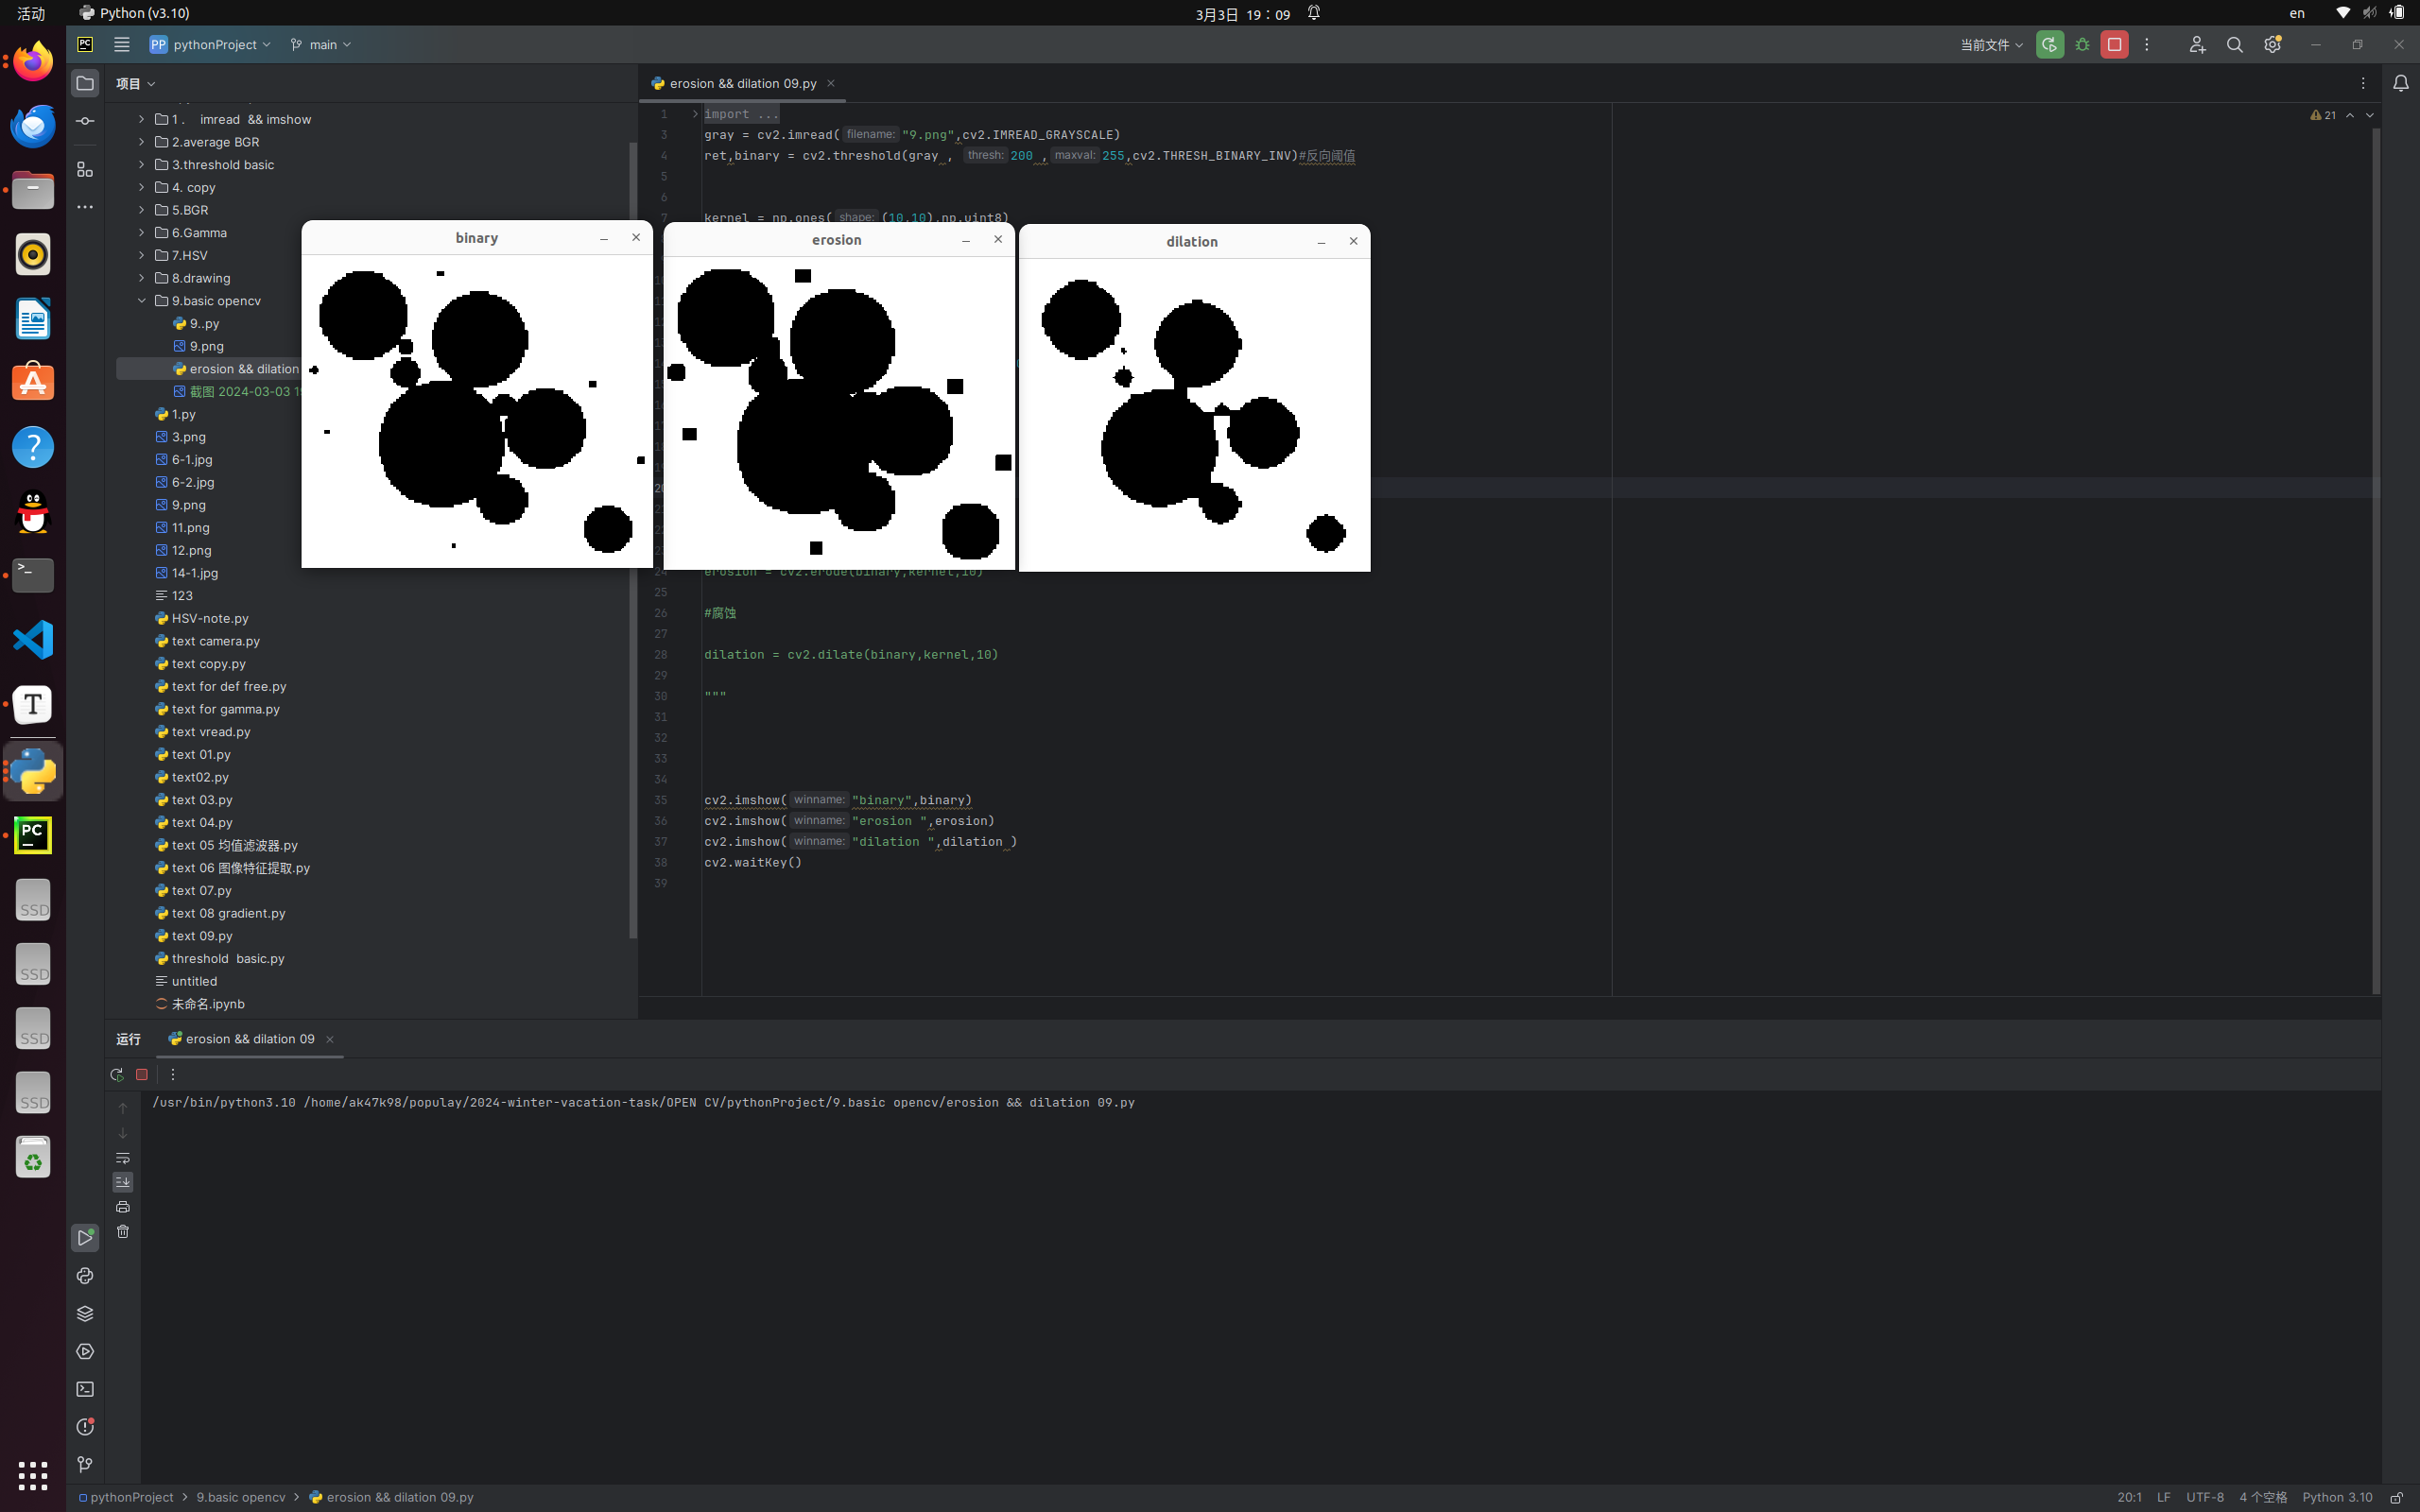 活动 Python (v3.10) 3月3日 19：09 en
PC PP pythonProject main 当前文件
项目 erosion && dilation 09.py
1 . imread && imshow
2.average BGR
3.threshold basic
4. copy
5.BGR
6.Gamma
7.HSV
8.drawing
9.basic opencv
9..py
9.png
erosion && dilation
截图 2024-03-03 1
1.py
3.png
6-1.jpg
6-2.jpg
9.png
11.png
12.png
14-1.jpg
123
HSV-note.py
text camera.py
text copy.py
text for def free.py
text for gamma.py
text vread.py
text 01.py
text02.py
text 03.py
text 04.py
text 05 均值滤波器.py
text 06 图像特征提取.py
text 07.py
text 08 gradient.py
text 09.py
threshold basic.py
untitled
未命名.ipynb
1 import ... 21
3 gray = cv2.imread( filename: "9.png",cv2.IMREAD_GRAYSCALE)
4 ret,binary = cv2.threshold(gray , thresh: 200 , maxval: 255,cv2.THRESH_BINARY_INV)#反向阈值
5
6
7 kernel = np.ones( shape: (10,10),np.uint8)
binary
erosion
dilation
24 erosion = cv2.erode(binary,kernel,10)
25
26 #腐蚀
27
28 dilation = cv2.dilate(binary,kernel,10)
29
30 """
31
32
33
34
35 cv2.imshow( winname: "binary",binary)
36 cv2.imshow( winname: "erosion ",erosion)
37 cv2.imshow( winname: "dilation ",dilation )
38 cv2.waitKey()
39
运行 erosion && dilation 09
/usr/bin/python3.10 /home/ak47k98/populay/2024-winter-vacation-task/OPEN CV/pythonProject/9.basic opencv/erosion && dilation 09.py
T
PC
SSD
SSD
SSD
SSD
pythonProject > 9.basic opencv > erosion && dilation 09.py 20:1 LF UTF-8 4 个空格 Python 3.10